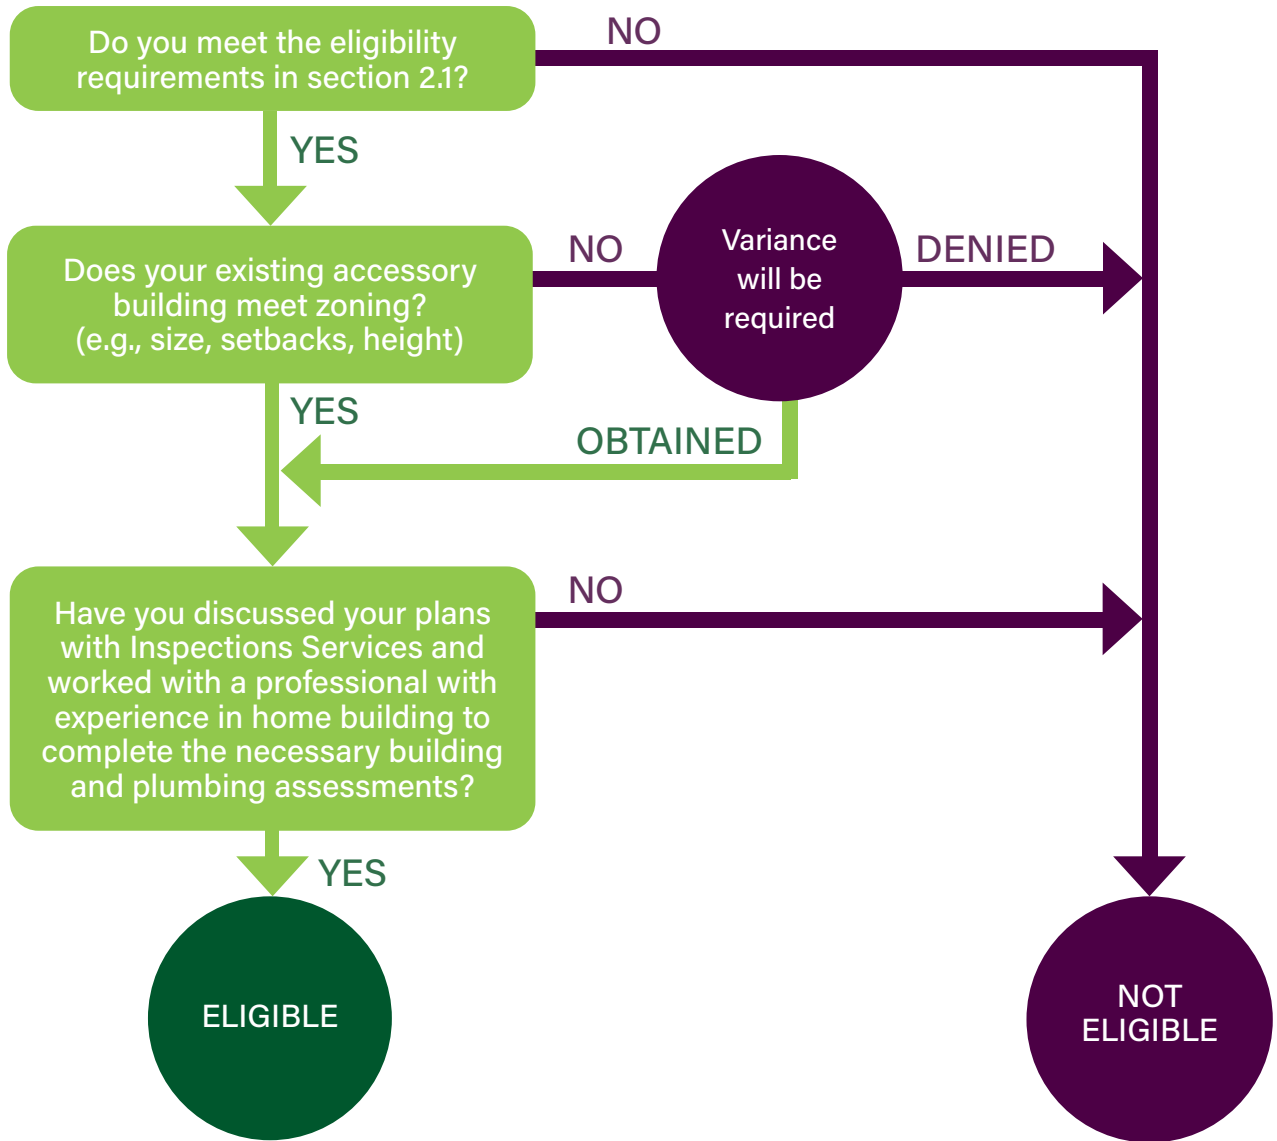 Do you meet the eligibility
requirements in section 2.1?
NO
YES
Does your existing accessory
building meet zoning?
(e.g., size, setbacks, height)
NO
Variance
will be
required
DENIED
YES
OBTAINED
Have you discussed your plans
with Inspections Services and
worked with a professional with
experience in home building to
complete the necessary building
and plumbing assessments?
NO
YES
ELIGIBLE
NOT
ELIGIBLE